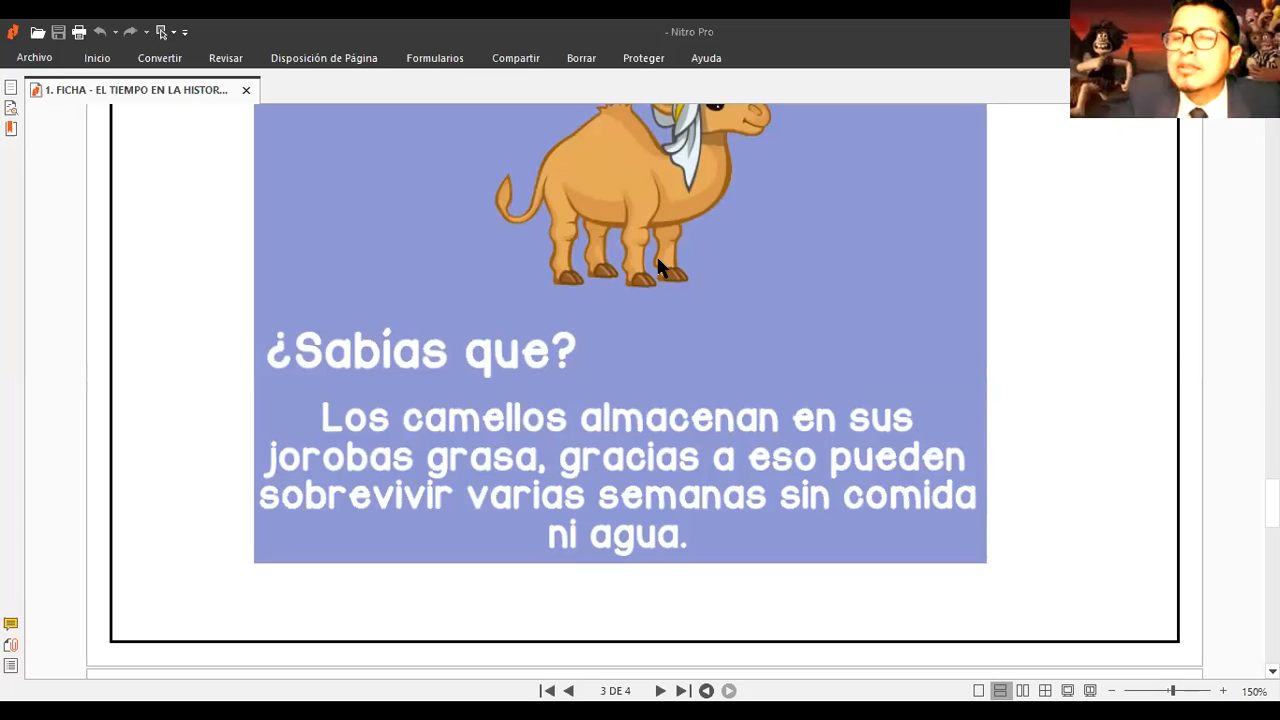 - Nitro Pro
Archivo Inicio Convertir Revisar Disposición de Página Formularios Compartir Borrar Proteger Ayuda
1. FICHA - EL TIEMPO EN LA HISTOR...
¿Sabías que?
Los camellos almacenan en sus
jorobas grasa, gracias a eso pueden
sobrevivir varias semanas sin comida
ni agua.
3 DE 4
150%